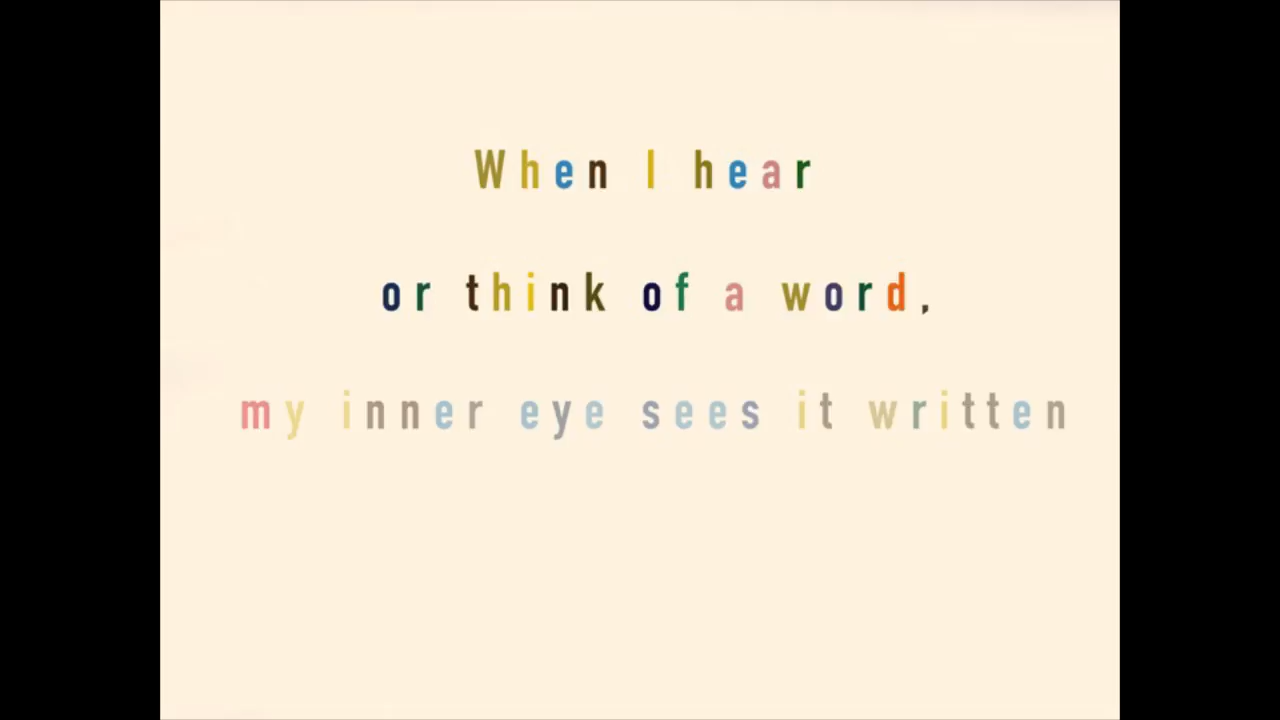 When I hear
or think of a word,
my inner eye sees it written